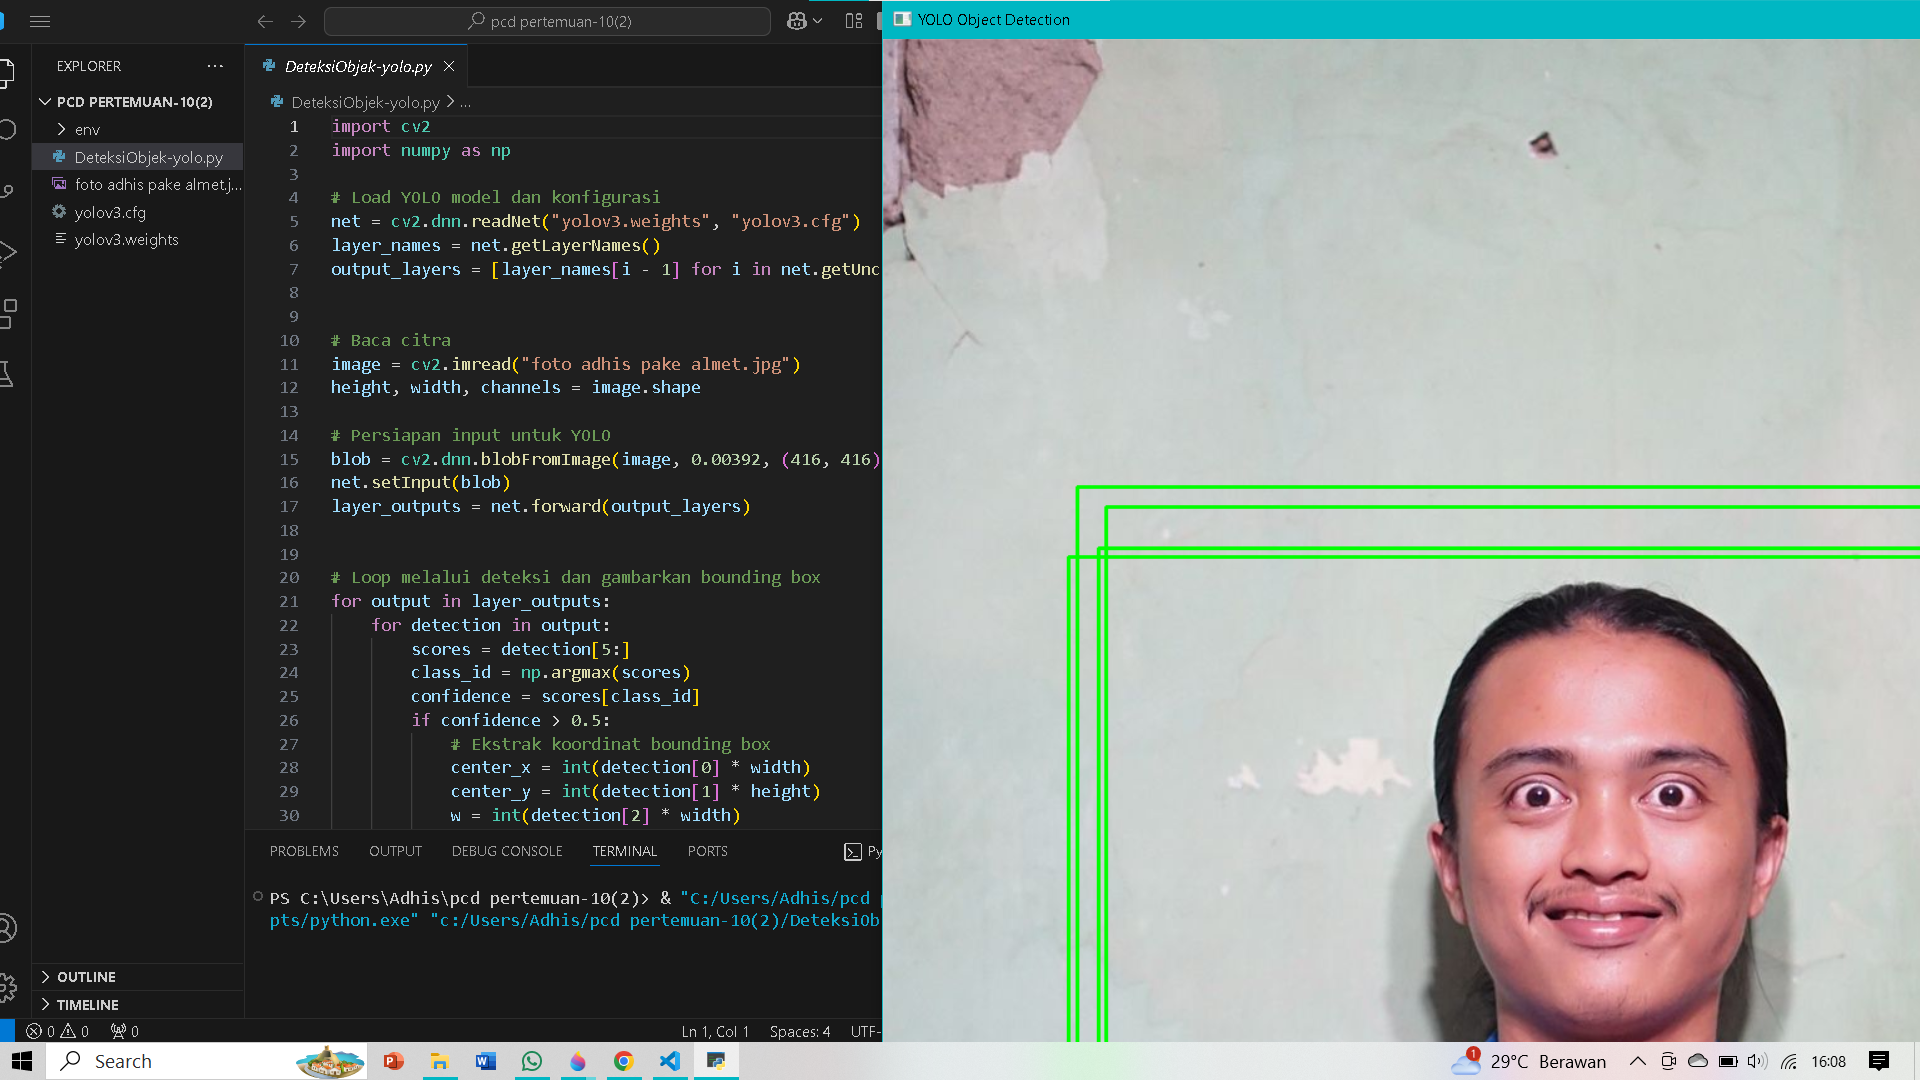 pcd pertemuan-10(2)
YOLO Object Detection
EXPLORER
DeteksiObjek-yolo.py
PCD PERTEMUAN-10(2)
env
DeteksiObjek-yolo.py
foto adhis pake almet.j...
yolov3.cfg
yolov3.weights
DeteksiObjek-yolo.py > ...
1 import cv2
2 import numpy as np
3
4 # Load YOLO model dan konfigurasi
5 net = cv2.dnn.readNet("yolov3.weights", "yolov3.cfg")
6 layer_names = net.getLayerNames()
7 output_layers = [layer_names[i - 1] for i in net.getUnc
8
9
10 # Baca citra
11 image = cv2.imread("foto adhis pake almet.jpg")
12 height, width, channels = image.shape
13
14 # Persiapan input untuk YOLO
15 blob = cv2.dnn.blobFromImage(image, 0.00392, (416, 416)
16 net.setInput(blob)
17 layer_outputs = net.forward(output_layers)
18
19
20 # Loop melalui deteksi dan gambarkan bounding box
21 for output in layer_outputs:
22 for detection in output:
23 scores = detection[5:]
24 class_id = np.argmax(scores)
25 confidence = scores[class_id]
26 if confidence > 0.5:
27 # Ekstrak koordinat bounding box
28 center_x = int(detection[0] * width)
29 center_y = int(detection[1] * height)
30 w = int(detection[2] * width)
PROBLEMS OUTPUT DEBUG CONSOLE TERMINAL PORTS Py
PS C:\Users\Adhis\pcd pertemuan-10(2)> & "C:/Users/Adhis/pcd p
pts/python.exe" "c:/Users/Adhis/pcd pertemuan-10(2)/DeteksiOb
OUTLINE
TIMELINE
0 0 0
Ln 1, Col 1 Spaces: 4 UTF-
Search
1
29°C Berawan
16:08